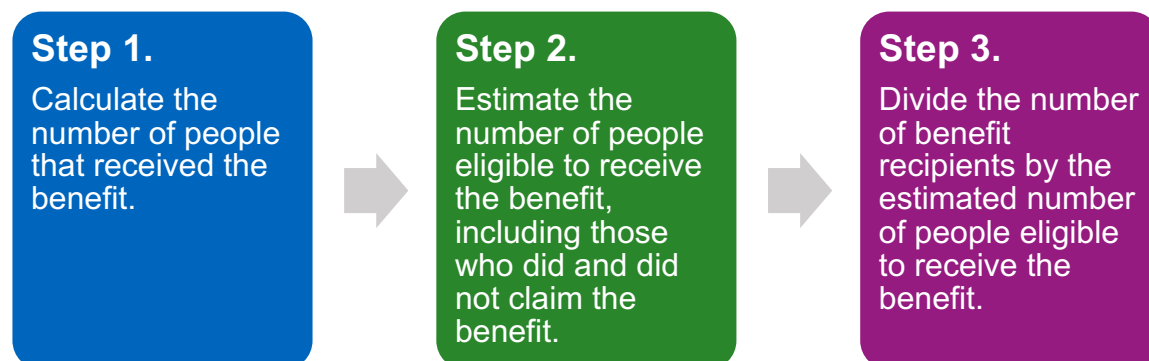 Step 1.
Calculate the
number of people
that received the
benefit.
Step 2.
Estimate the
number of people
eligible to receive
the benefit,
including those
who did and did
not claim the
benefit.
Step 3.
Divide the number
of benefit
recipients by the
estimated number
of people eligible
to receive the
benefit.